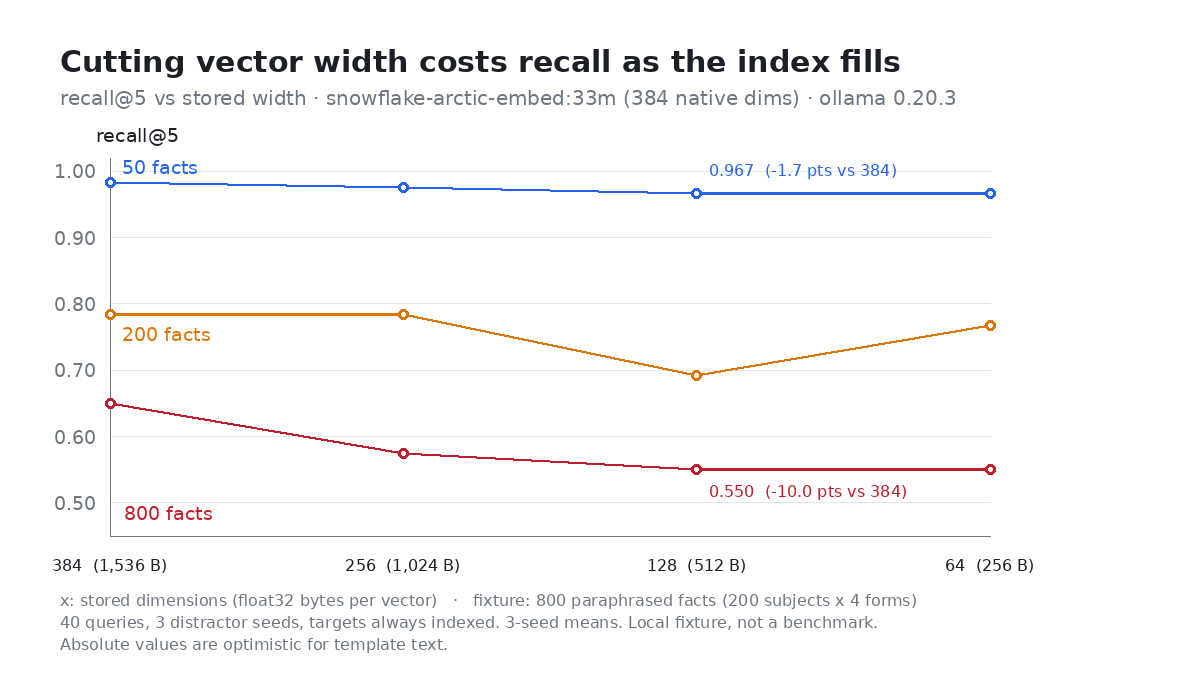 Cutting vector width costs recall as the index fills
recall@5 vs stored width · snowflake-arctic-embed:33m (384 native dims) · ollama 0.20.3
recall@5
1.00
50 facts
0.967  (-1.7 pts vs 384)
0.90
0.80
200 facts
0.70
0.60
0.550  (-10.0 pts vs 384)
0.50
800 facts
384  (1,536 B)
256  (1,024 B)
128  (512 B)
64  (256 B)
x: stored dimensions (float32 bytes per vector)   ·   fixture: 800 paraphrased facts (200 subjects x 4 forms)
40 queries, 3 distractor seeds, targets always indexed. 3-seed means. Local fixture, not a benchmark.
Absolute values are optimistic for template text.